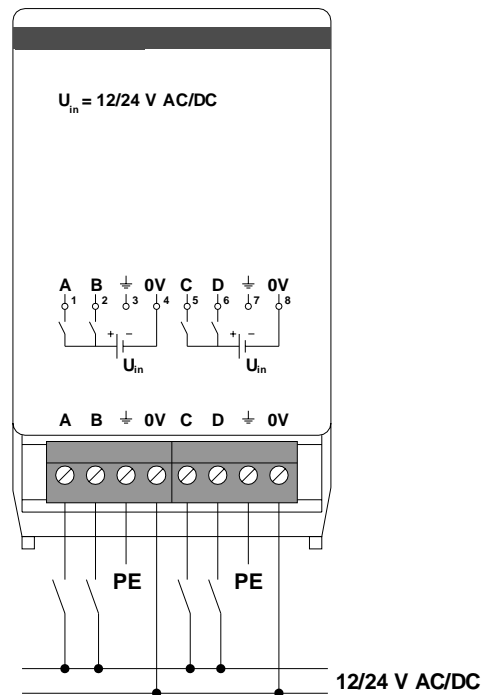 U_in = 12/24 V AC/DC
A B ⏚ 0V C D ⏚ 0V
1 2 3 4 5 6 7 8
+ − + −
U_in U_in
A B ⏚ 0V C D ⏚ 0V
PE PE
12/24 V AC/DC